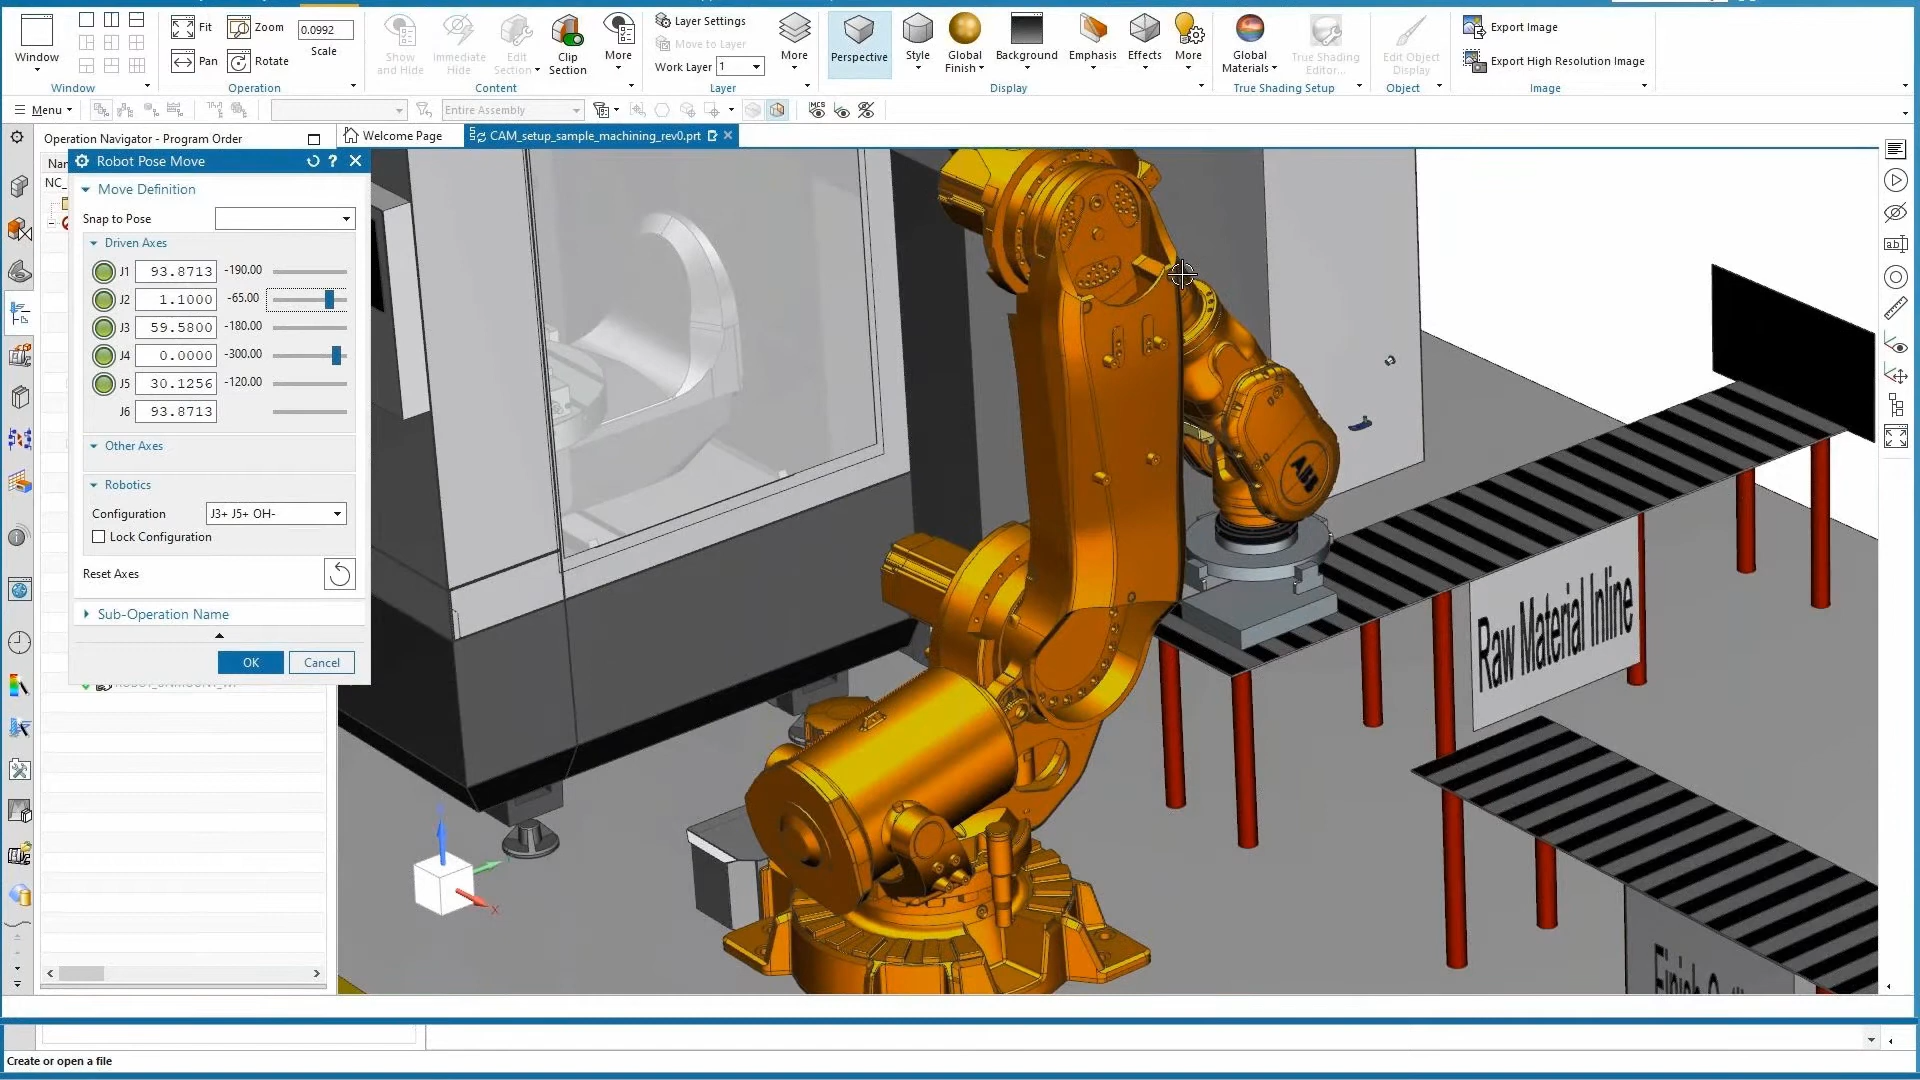 Window
Fit
Zoom
0.0992
Pan
Rotate
Scale
Window
Operation
Show and Hide
Immediate Hide
Edit Section
Clip Section
More
Content
Layer Settings
Move to Layer
Work Layer 1
More
Layer
Perspective
Style
Global Finish
Background
Emphasis
Effects
More
Display
Global Materials
True Shading Editor...
True Shading Setup
Edit Object Display
Object
Export Image
Export High Resolution Image
Image
Menu
Entire Assembly
MCS
Operation Navigator - Program Order
Welcome Page
CAM_setup_sample_machining_rev0.prt
Nar
NC_
Robot Pose Move
Move Definition
Snap to Pose
Driven Axes
J1 93.8713 -190.00
J2 1.1000 -65.00
J3 59.5800 -180.00
J4 0.0000 -300.00
J5 30.1256 -120.00
J6 93.8713
Other Axes
Robotics
Configuration J3+ J5+ OH-
Lock Configuration
Reset Axes
Sub-Operation Name
OK
Cancel
ABB
Raw Material Inline
X
Create or open a file